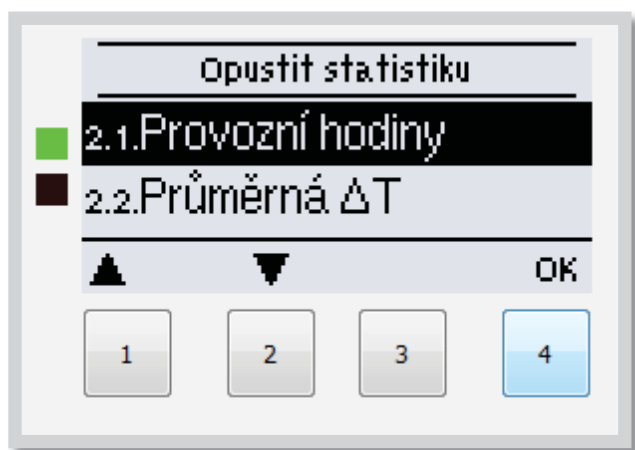 Opustit statistiku
2.1.Provozní hodiny
2.2.Průměrná ΔT
▲ ▼ OK
1 2 3 4